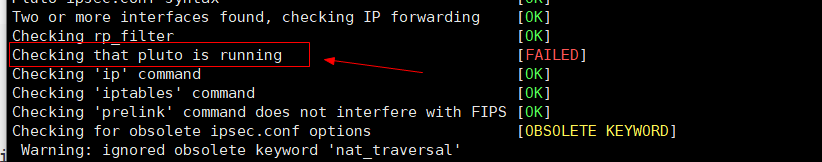 Pluto ipsec.conf syntax [OK]
Two or more interfaces found, checking IP forwarding [OK]
Checking rp_filter [OK]
Checking that pluto is running [FAILED]
Checking 'ip' command [OK]
Checking 'iptables' command [OK]
Checking 'prelink' command does not interfere with FIPS [OK]
Checking for obsolete ipsec.conf options [OBSOLETE KEYWORD]
Warning: ignored obsolete keyword 'nat_traversal'